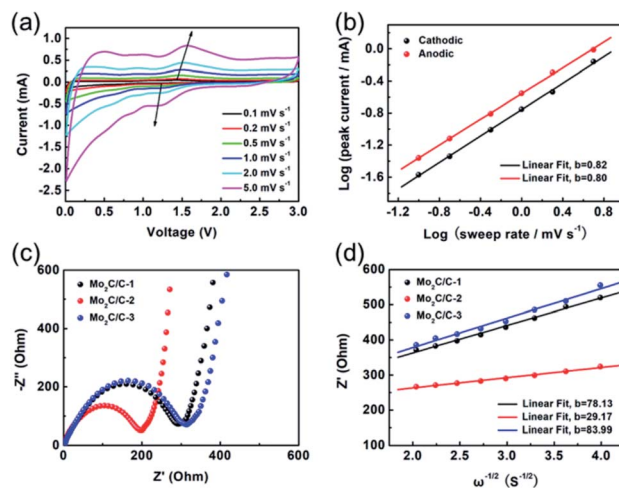 (a)
1.0
0.5
0.0
-0.5
-1.0
-1.5
-2.0
-2.5
Current (mA)
0.1 mV s⁻¹
0.2 mV s⁻¹
0.5 mV s⁻¹
1.0 mV s⁻¹
2.0 mV s⁻¹
5.0 mV s⁻¹
0.0 0.5 1.0 1.5 2.0 2.5 3.0
Voltage (V)
(b)
0.0
-0.4
-0.8
-1.2
-1.6
Log (peak current / mA)
Cathodic
Anodic
Linear Fit, b=0.82
Linear Fit, b=0.80
-1.2 -0.8 -0.4 0.0 0.4 0.8
Log (sweep rate / mV s⁻¹)
(c)
600
400
200
0
-Z'' (Ohm)
Mo₂C/C-1
Mo₂C/C-2
Mo₂C/C-3
0 200 400 600
Z' (Ohm)
(d)
600
500
400
300
200
100
Z' (Ohm)
Mo₂C/C-1
Mo₂C/C-2
Mo₂C/C-3
Linear Fit, b=78.13
Linear Fit, b=29.17
Linear Fit, b=83.99
2.0 2.5 3.0 3.5 4.0
ω⁻¹ᐟ² (S⁻¹ᐟ²)